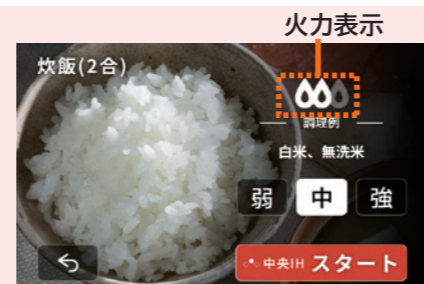 火力表示
炊飯(2合)
調理例
白米、無洗米
弱 中 強
中央IH スタート